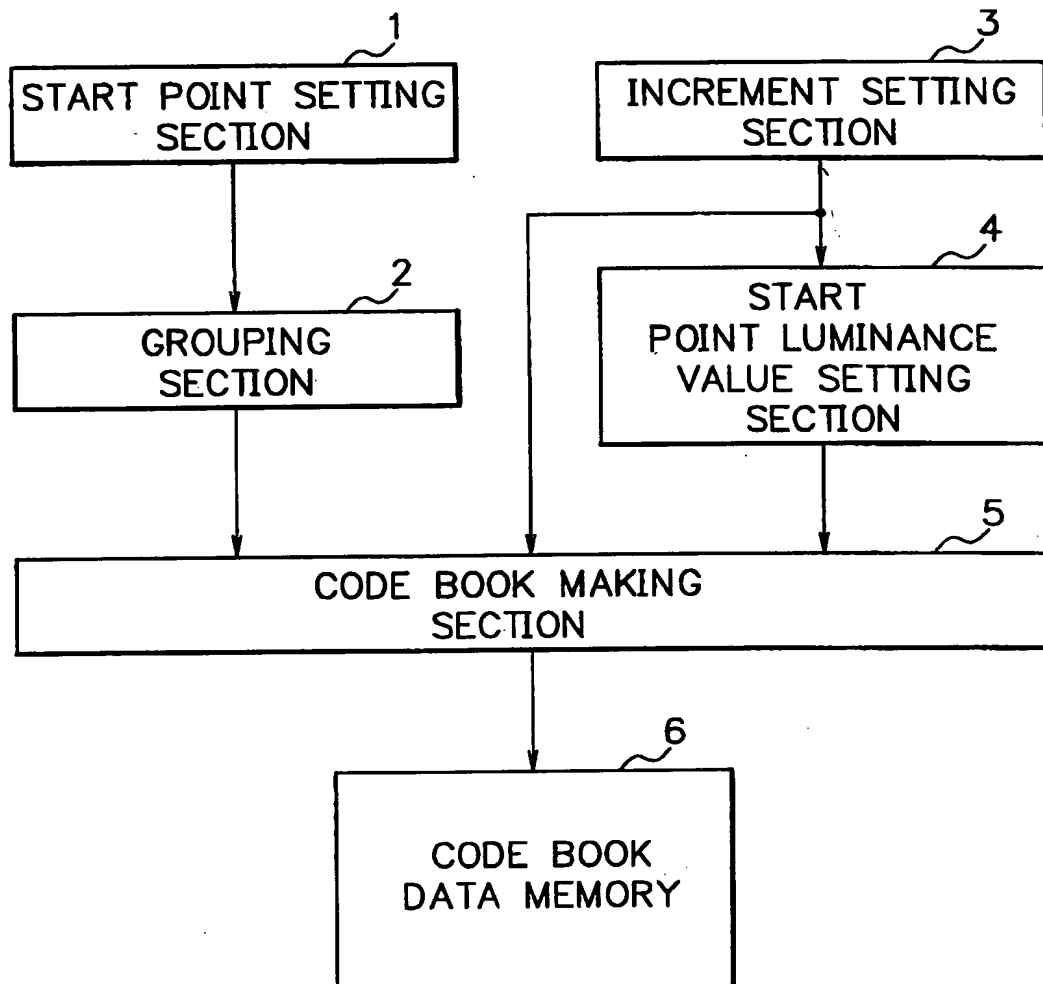 1
START POINT SETTING
SECTION
3
INCREMENT SETTING
SECTION
2
GROUPING
SECTION
4
START
POINT LUMINANCE
VALUE SETTING
SECTION
5
CODE BOOK MAKING
SECTION
6
CODE BOOK
DATA MEMORY